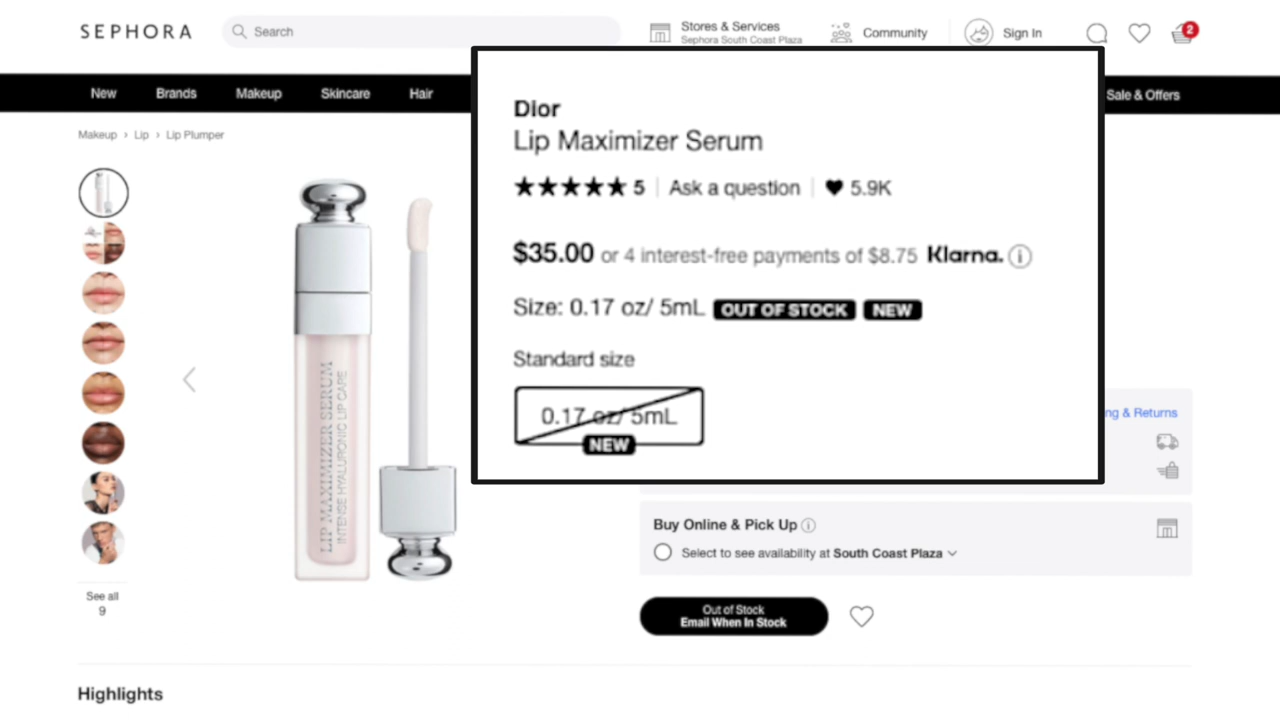 SEPHORA
Search
Stores & Services
Sephora South Coast Plaza
Community
Sign In
2
New Brands Makeup Skincare Hair
Sale & Offers
Makeup › Lip › Lip Plumper
Dior
Lip Maximizer Serum
★★★★★ 5 | Ask a question | ♥ 5.9K
$35.00 or 4 interest-free payments of $8.75 Klarna. ⓘ
Size: 0.17 oz/ 5mL OUT OF STOCK NEW
Standard size
0.17 oz/ 5mL
NEW
LIP MAXIMIZER SERUM
INTENSE HYALURONIC LIP CARE
ng & Returns
Buy Online & Pick Up ⓘ
Select to see availability at South Coast Plaza
Out of Stock
Email When In Stock
See all
9
Highlights